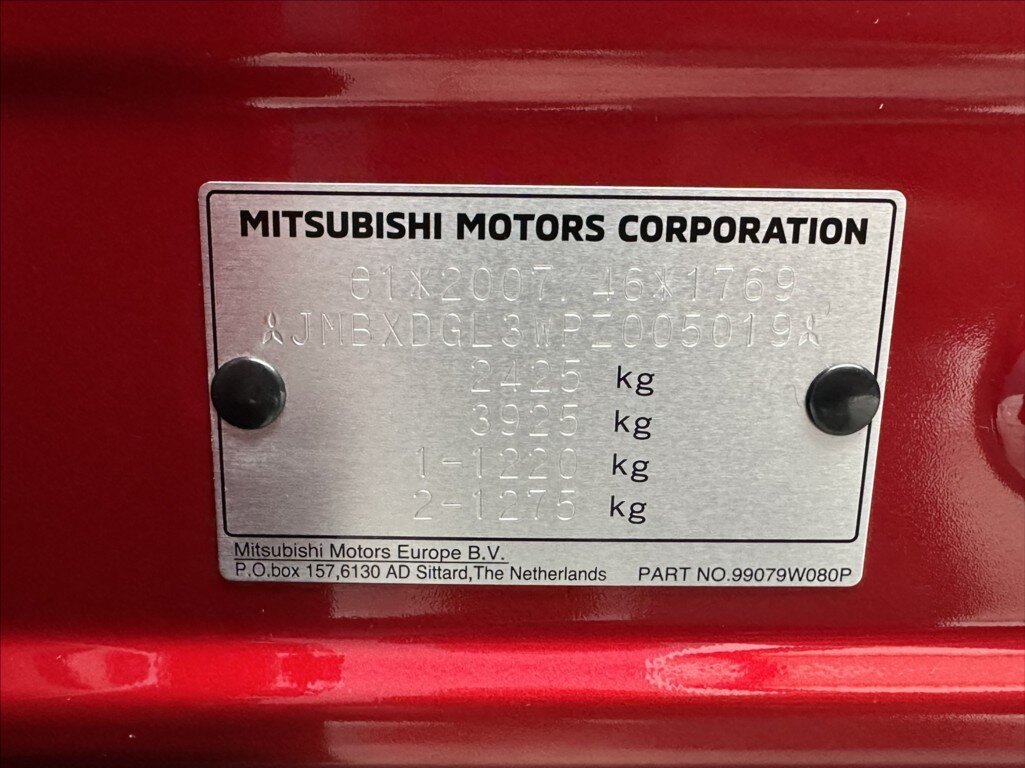 MITSUBISHI MOTORS CORPORATION
e1*2007/46*1769
JMBXDGL3WPZ005019
2425 kg
3925 kg
1-1220 kg
2-1275 kg
Mitsubishi Motors Europe B.V.
P.O.box 157,6130 AD Sittard,The Netherlands
PART NO.99079W080P